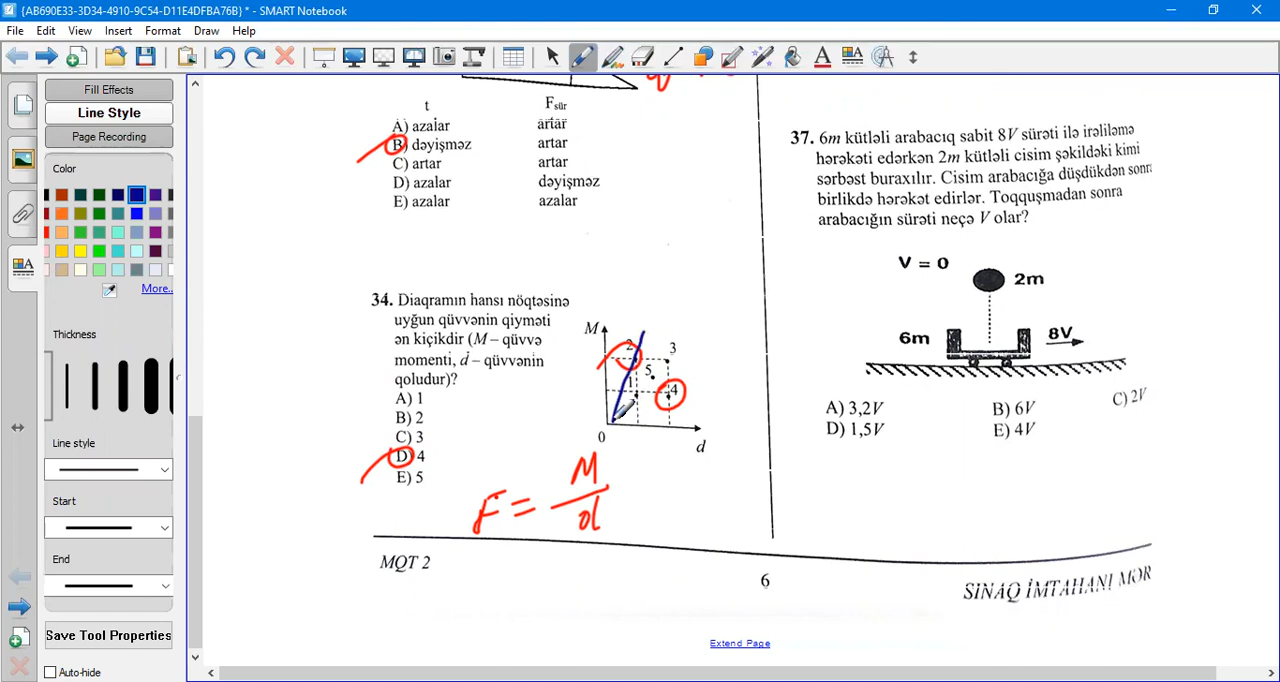 {AB690E33-3D34-4910-9C54-D11E4DFBA76B}* - SMART Notebook
File Edit View Insert Format Draw Help
Fill Effects
Line Style
Page Recording
Color
More..
Thickness
Line style
Start
End
Save Tool Properties
Auto-hide
t Fsür
A) azalar artar
B) dəyişməz artar
C) artar artar
D) azalar dəyişməz
E) azalar azalar
34. Diaqramın hansı nöqtəsinə
uyğun qüvvənin qiyməti
ən kiçikdir (M – qüvvə
momenti, d – qüvvənin
qoludur)?
A) 1
B) 2
C) 3
D) 4
E) 5
M
2 3
5
1 4
0
d
F = M/d
MQT 2
37. 6m kütləli arabacıq sabit 8V sürəti ilə irəliləmə
hərəkəti edərkən 2m kütləli cisim şəkildəki kimi
sərbəst buraxılır. Cisim arabacığa düşdükdən sonra
birlikdə hərəkət edirlər. Toqquşmadan sonra
arabacığın sürəti neçə V olar?
V = 0
2m
6m
8V
A) 3,2V B) 6V C) 2V
D) 1,5V E) 4V
6
SINAQ İMTAHANI MƏR
Extend Page